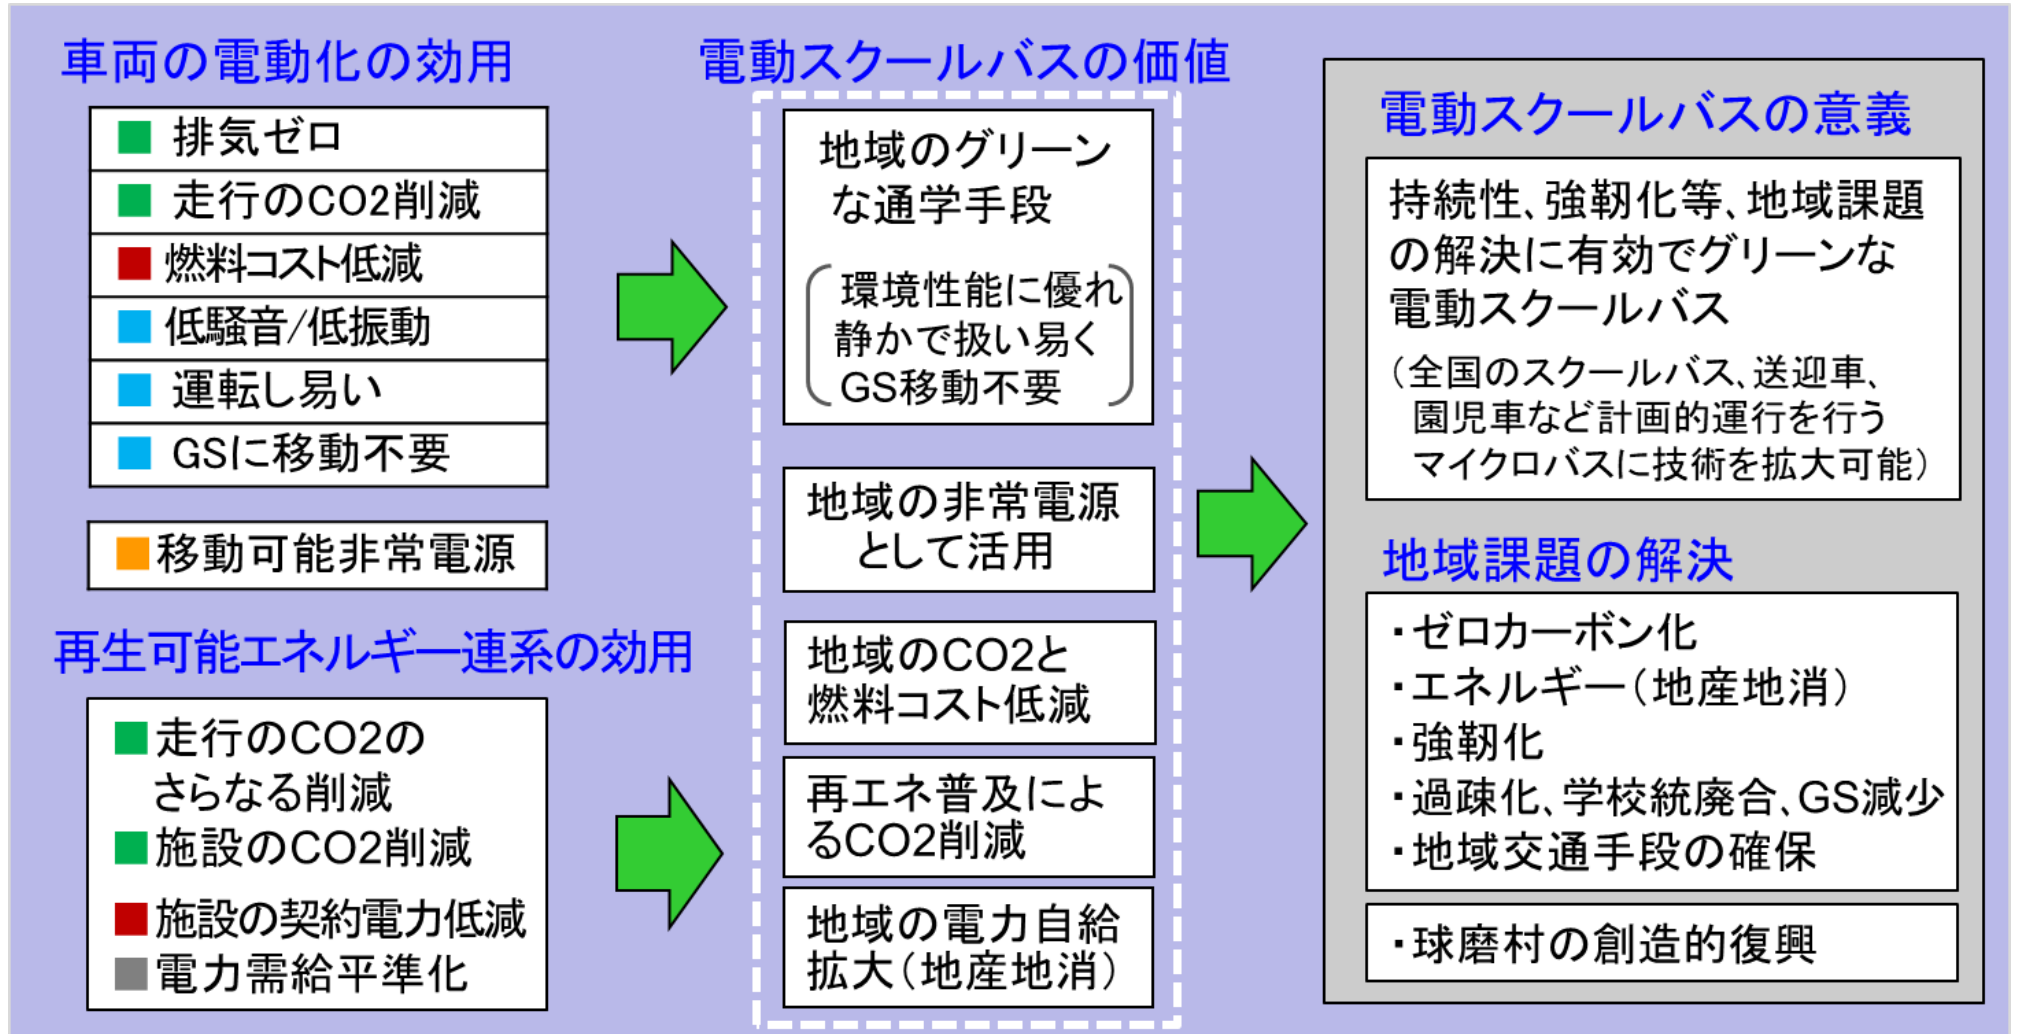 車両の電動化の効用
■ 排気ゼロ
■ 走行のCO2削減
■ 燃料コスト低減
■ 低騒音/低振動
■ 運転し易い
■ GSに移動不要
■移動可能非常電源
再生可能エネルギー連系の効用
■走行のCO2の
さらなる削減
■施設のCO2削減
■施設の契約電力低減
■電力需給平準化
電動スクールバスの価値
地域のグリーン
な通学手段
(環境性能に優れ
静かで扱い易く
GS移動不要)
地域の非常電源
として活用
地域のCO2と
燃料コスト低減
再エネ普及によ
るCO2削減
地域の電力自給
拡大(地産地消)
電動スクールバスの意義
持続性、強靭化等、地域課題
の解決に有効でグリーンな
電動スクールバス
(全国のスクールバス、送迎車、
園児車など計画的運行を行う
マイクロバスに技術を拡大可能)
地域課題の解決
・ゼロカーボン化
・エネルギー(地産地消)
・強靭化
・過疎化、学校統廃合、GS減少
・地域交通手段の確保
・球磨村の創造的復興